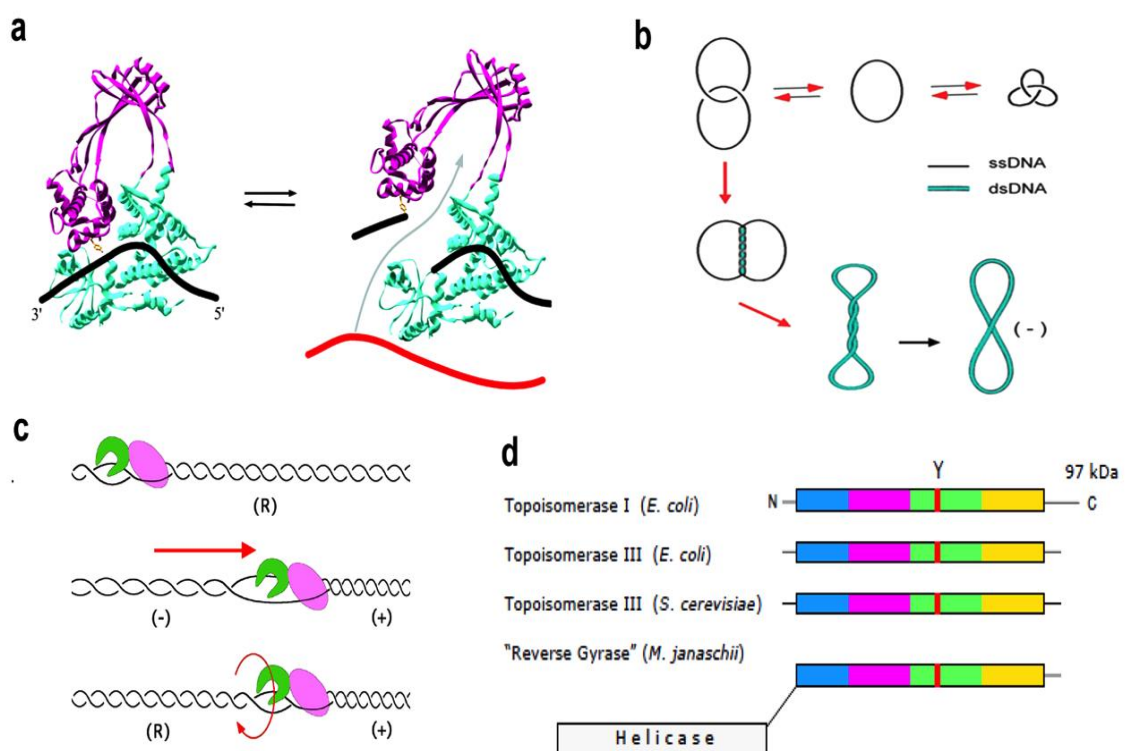 a
3'
5'
b
ssDNA
dsDNA
(-)
c
(R)
(-)
(+)
(R)
(+)
d
Y
97 kDa
Topoisomerase I (E. coli)
N
C
Topoisomerase III (E. coli)
Topoisomerase III (S. cerevisiae)
"Reverse Gyrase" (M. janaschii)
Helicase